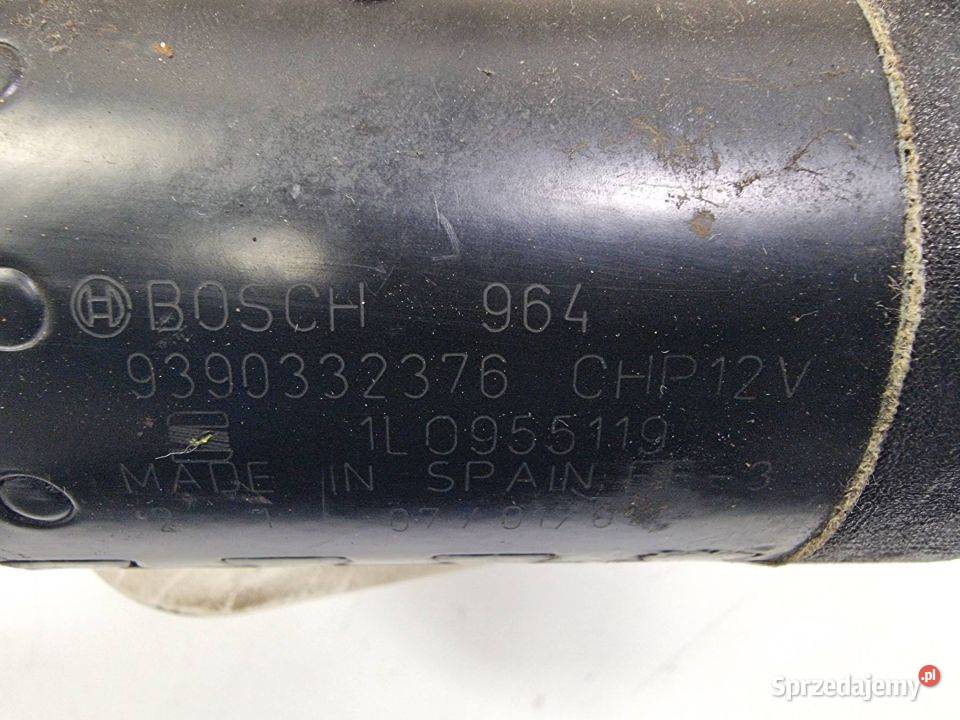 BOSCH 964
9390332376 CHP12V
1L0955119
MADE IN SPAIN
Sprzedajemy.pl